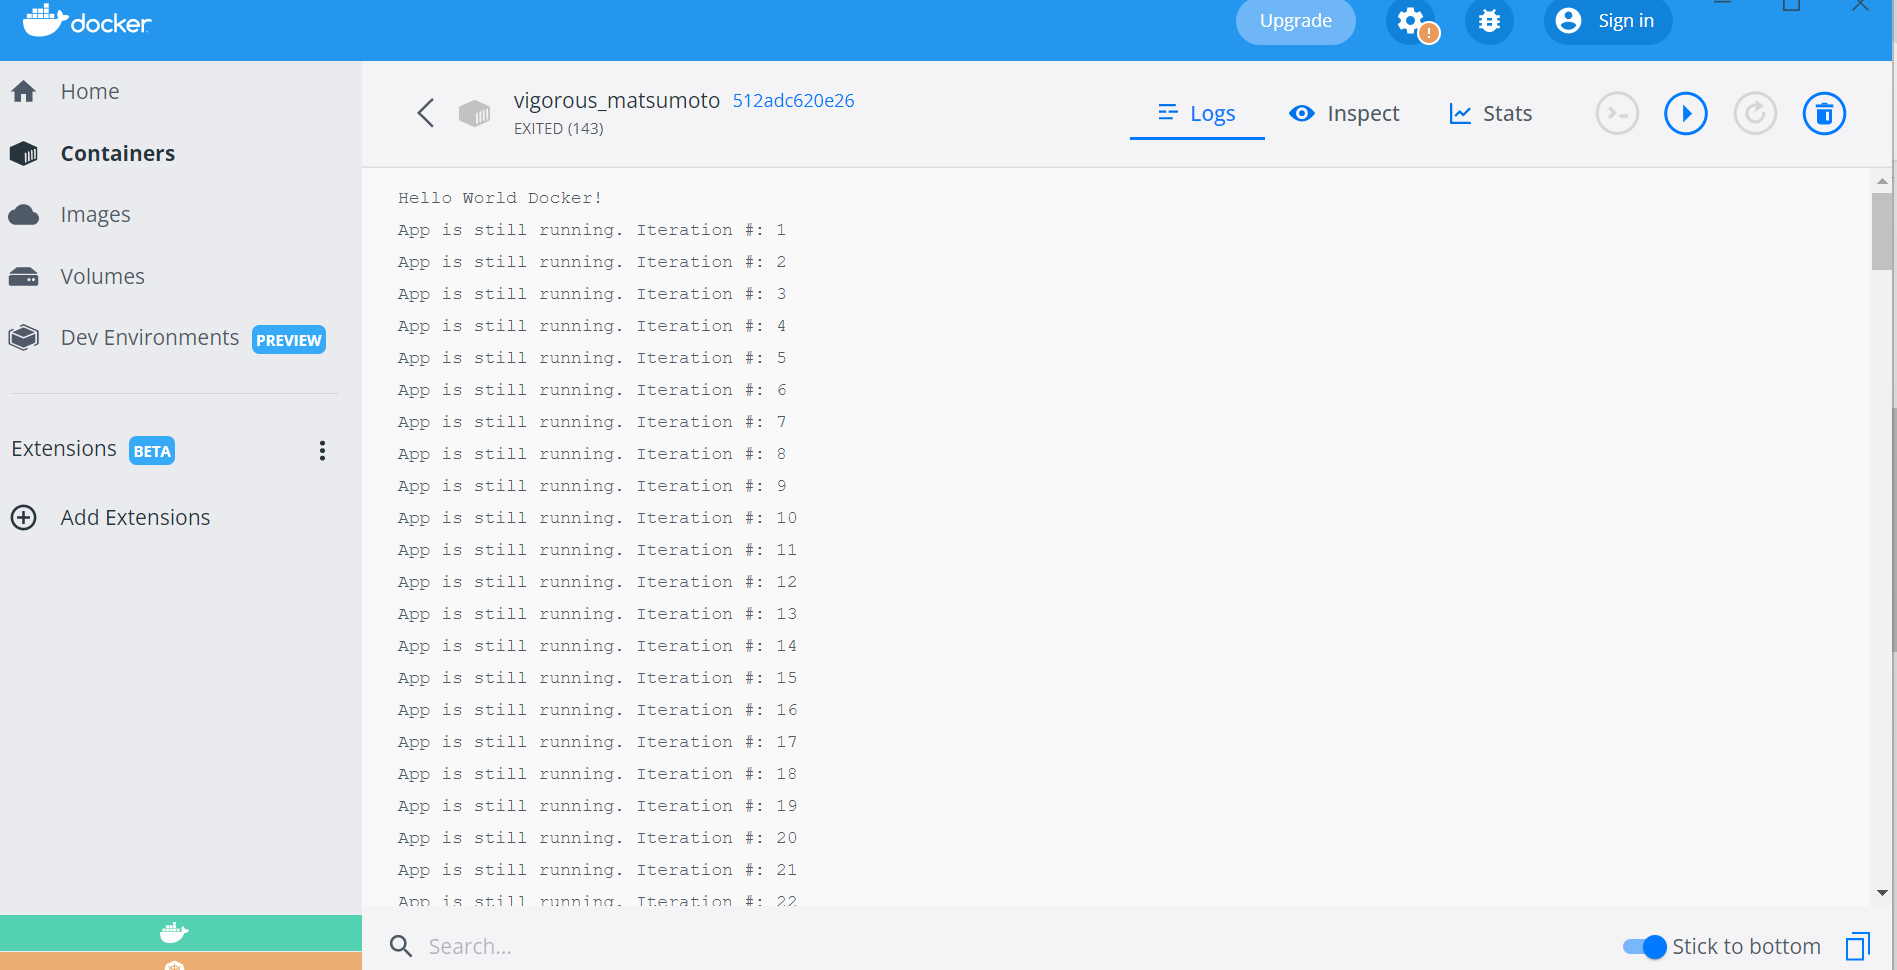 docker
Upgrade
!
Sign in
Home
Containers
Images
Volumes
Dev Environments PREVIEW
Extensions BETA
Add Extensions
vigorous_matsumoto 512adc620e26
EXITED (143)
Logs
Inspect
Stats
Hello World Docker!
App is still running. Iteration #: 1
App is still running. Iteration #: 2
App is still running. Iteration #: 3
App is still running. Iteration #: 4
App is still running. Iteration #: 5
App is still running. Iteration #: 6
App is still running. Iteration #: 7
App is still running. Iteration #: 8
App is still running. Iteration #: 9
App is still running. Iteration #: 10
App is still running. Iteration #: 11
App is still running. Iteration #: 12
App is still running. Iteration #: 13
App is still running. Iteration #: 14
App is still running. Iteration #: 15
App is still running. Iteration #: 16
App is still running. Iteration #: 17
App is still running. Iteration #: 18
App is still running. Iteration #: 19
App is still running. Iteration #: 20
App is still running. Iteration #: 21
App is still running. Iteration #: 22
Search...
Stick to bottom